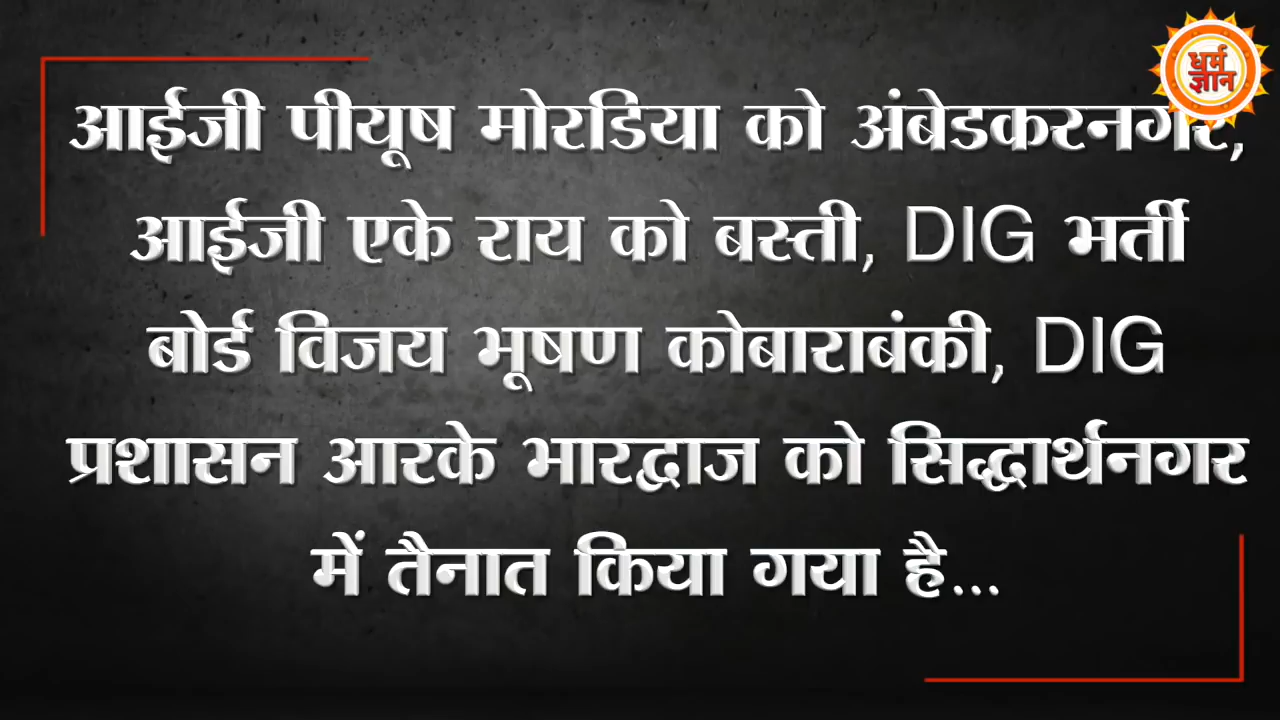 धर्म
ज्ञान
आईजी पीयूष मोरडिया को अंबेडकरनगर,
आईजी एके राय को बस्ती, DIG भर्ती
बोर्ड विजय भूषण कोबाराबंकी, DIG
प्रशासन आरके भारद्वाज को सिद्धार्थनगर
में तैनात किया गया है...